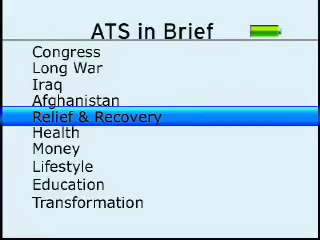 ATS in Brief
Congress
Long War
Iraq
Afghanistan
Relief & Recovery
Health
Money
Lifestyle
Education
Transformation